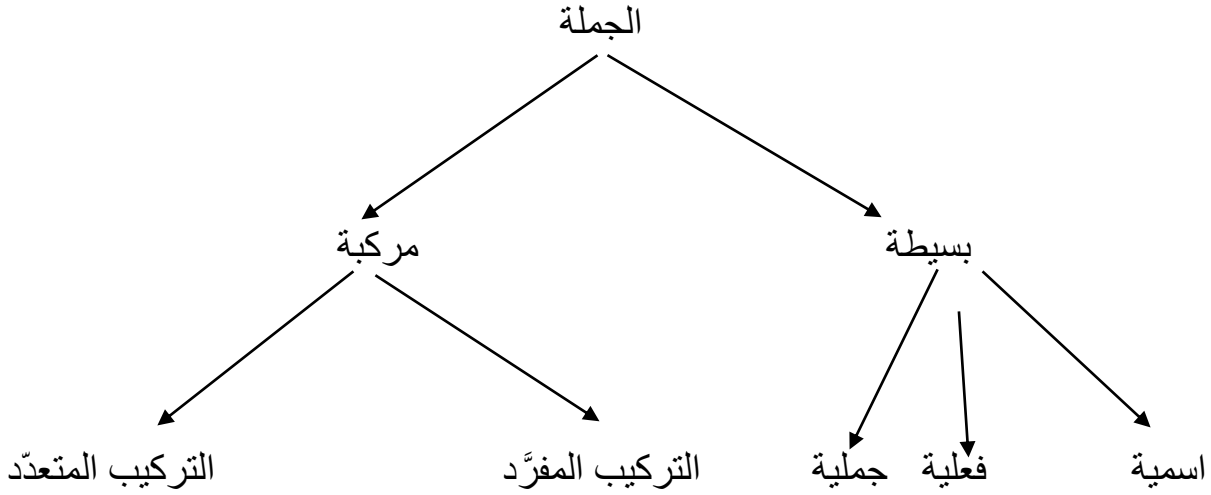 الجملة
بسيطة مركبة
اسمية فعلية جملية التركيب المفرَّد التركيب المتعدّد